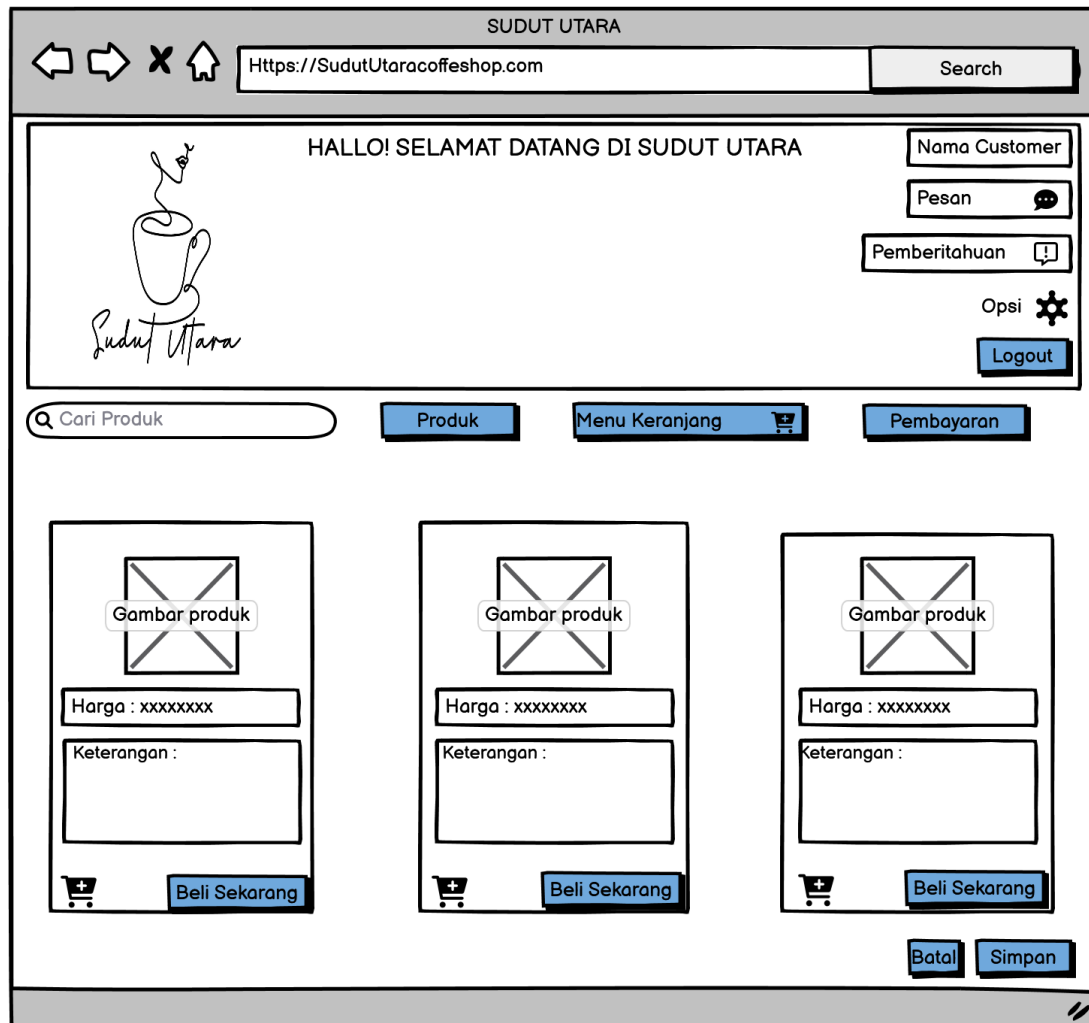 SUDUT UTARA
Https://SudutUtaracoffeshop.com
Search
HALLO! SELAMAT DATANG DI SUDUT UTARA
Nama Customer
Pesan
Pemberitahuan
Opsi
Logout
Sudut Utara
Cari Produk
Produk
Menu Keranjang
Pembayaran
Gambar produk
Harga : xxxxxxxx
Keterangan :
Beli Sekarang
Gambar produk
Harga : xxxxxxxx
Keterangan :
Beli Sekarang
Gambar produk
Harga : xxxxxxxx
Keterangan :
Beli Sekarang
Batal
Simpan